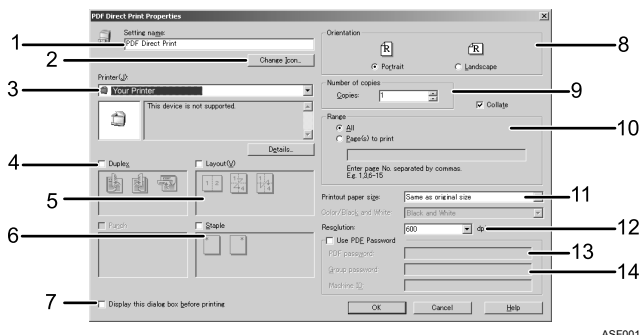 PDF Direct Print Properties
Setting name:
PDF Direct Print
Change Icon...
Printer(J):
Your Printer
This device is not supported.
Details...
Duplex
Layout(V)
Punch
Staple
Display this dialog box before printing
Orientation
R
R
Portrait
Landscape
Number of copies
Copies:
1
Collate
Range
All
Page(s) to print
Enter page No. separated by commas.
E.g. 1,3,6-15
Printout paper size:
Same as original size
Color/Black and White:
Black and White
Resolution:
600
dp
Use PDF Password
PDF password:
Group password
Machine ID:
OK
Cancel
Help
1
2
3
4
5
6
7
8
9
10
11
12
13
14
ASF001